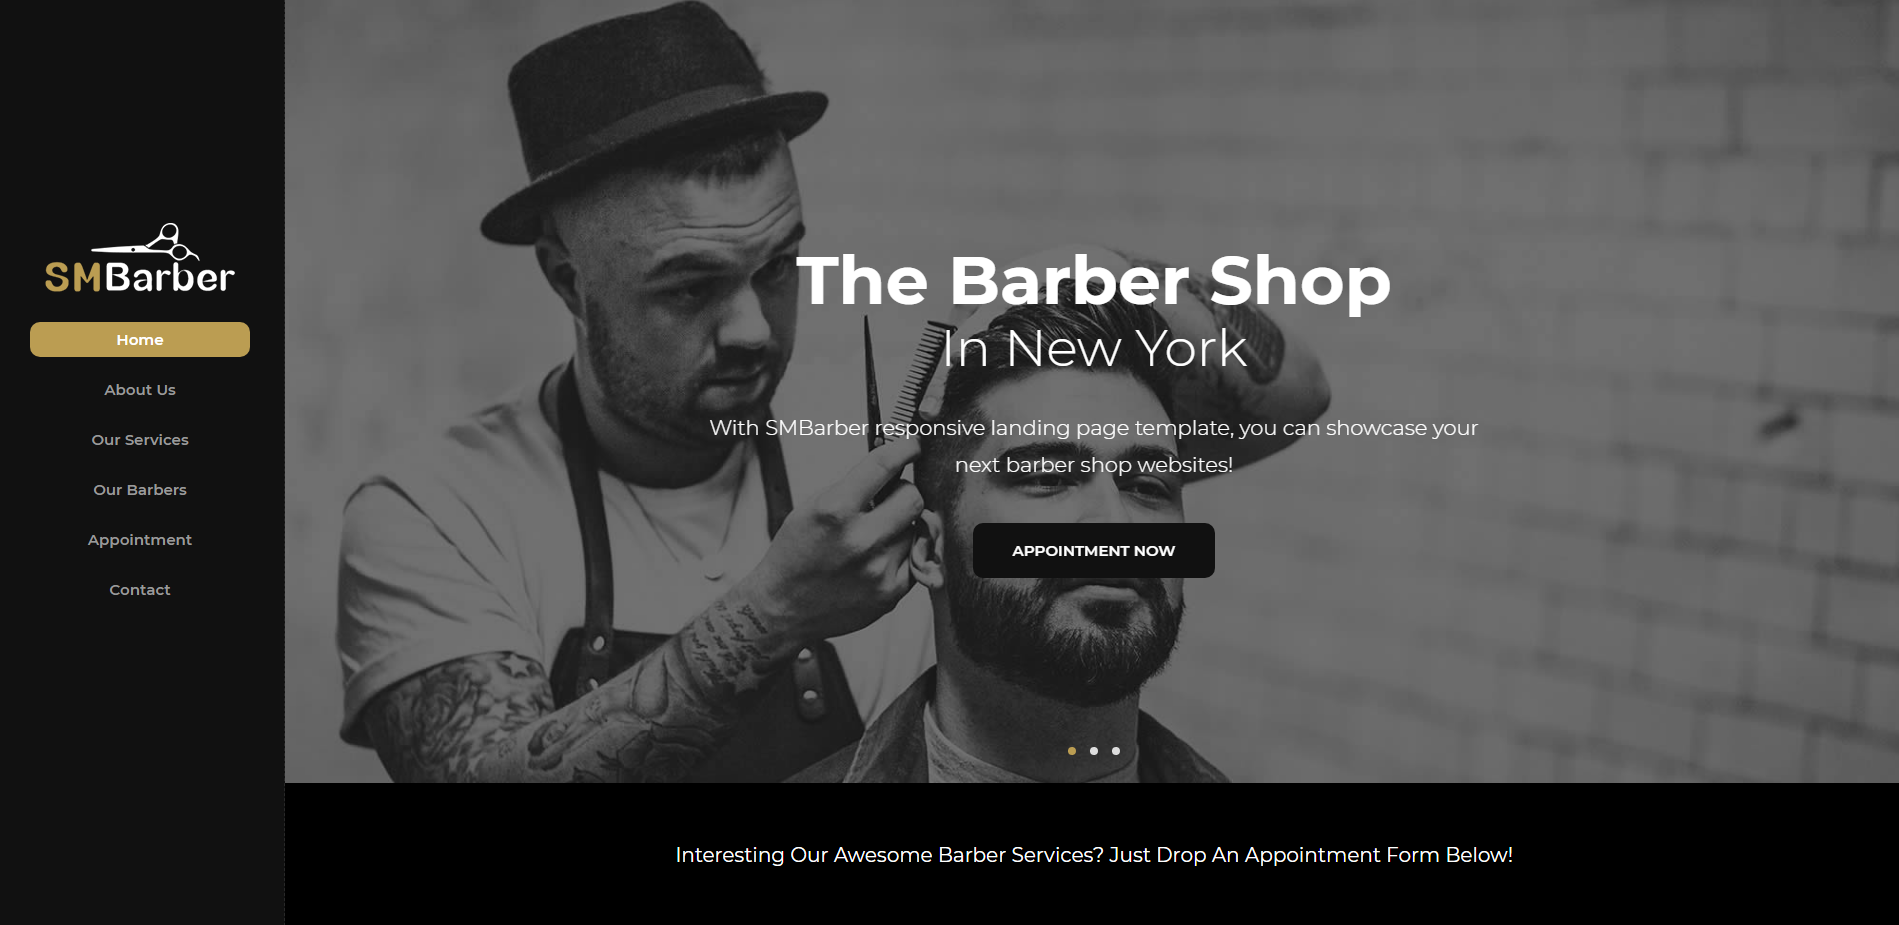 SMBarber
Home
About Us
Our Services
Our Barbers
Appointment
Contact
The Barber Shop
In New York
With SMBarber responsive landing page template, you can showcase your
next barber shop websites!
APPOINTMENT NOW
Interesting Our Awesome Barber Services? Just Drop An Appointment Form Below!